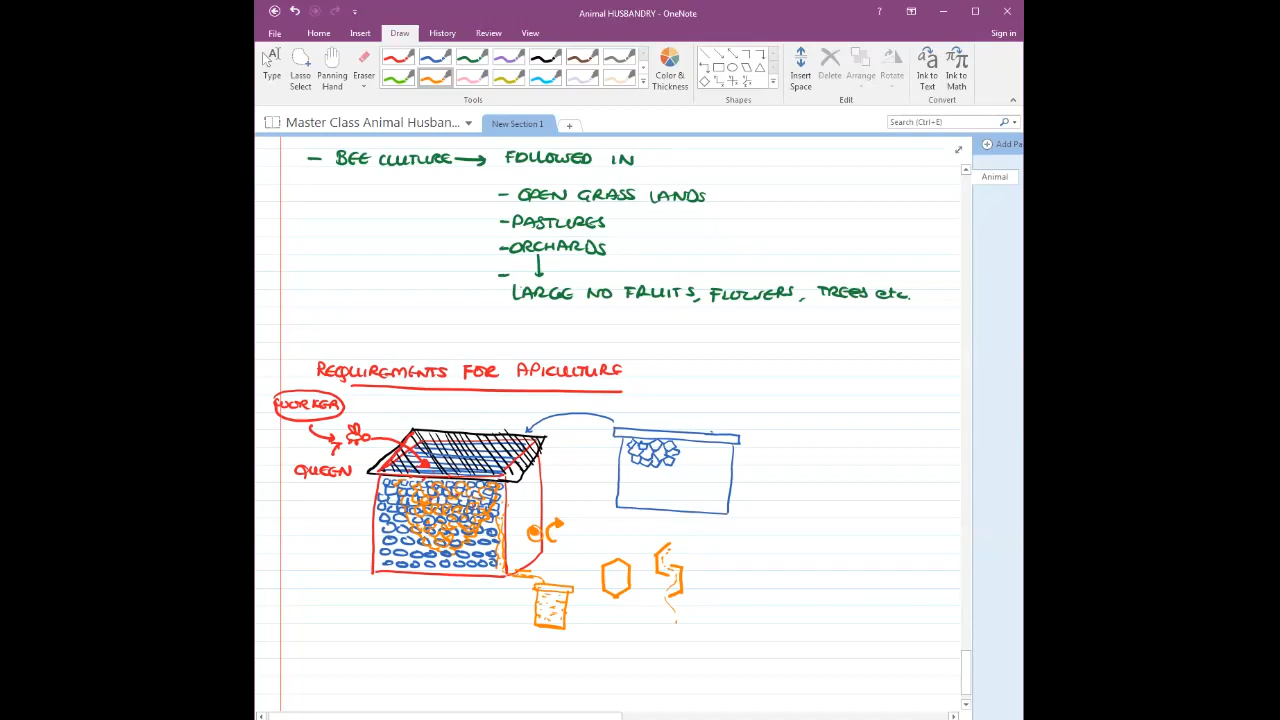 Animal HUSBANDRY - OneNote
?
File Home Insert Draw History Review View
Sign in
Type
Lasso Select
Panning Hand
Eraser
Color & Thickness
Insert Space
Delete
Arrange
Rotate
Ink to Text
Ink to Math
Tools
Shapes
Edit
Convert
Master Class Animal Husban...
New Section 1
Search (Ctrl+E)
Add Pa
Animal
- BEE CULTURE → FOLLOWED IN
- OPEN GRASS LANDS
- PASTURES
- ORCHARDS
-
LARGE NO FRUITS, FLOWERS, TREES etc.
REQUIREMENTS FOR APICULTURE
WORKER
QUEEN